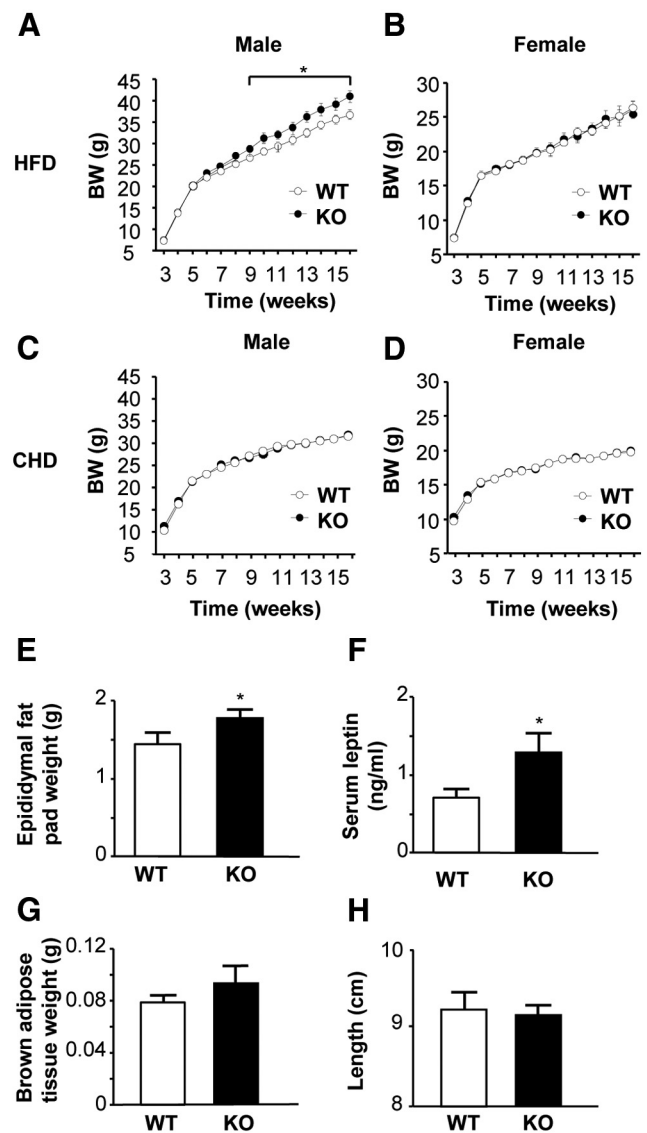 A
Male
*
45
40
35
30
25
20
15
10
5
BW (g)
HFD
WT
KO
3 5 7 9 11 13 15
Time (weeks)
B
Female
30
25
20
15
10
5
BW (g)
WT
KO
3 5 7 9 11 13 15
Time (weeks)
C
Male
45
40
35
30
25
20
15
10
5
BW (g)
CHD
WT
KO
3 5 7 9 11 13 15
Time (weeks)
D
Female
30
25
20
15
10
5
BW (g)
WT
KO
3 5 7 9 11 13 15
Time (weeks)
E
Epididymal fat
pad weight (g)
2
1
0
*
WT KO
F
Serum leptin
(ng/ml)
2
1
0
*
WT KO
G
Brown adipose
tissue weight (g)
0.12
0.08
0.04
0
WT KO
H
Length (cm)
10
9
8
WT KO